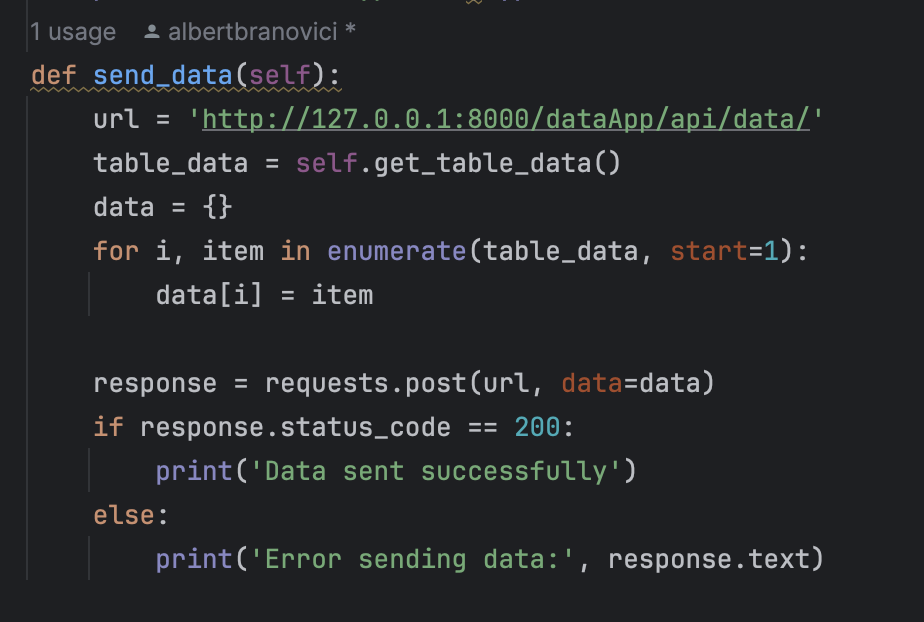 1 usage albertbranovici *
def send_data(self):
    url = 'http://127.0.0.1:8000/dataApp/api/data/'
    table_data = self.get_table_data()
    data = {}
    for i, item in enumerate(table_data, start=1):
        data[i] = item
    response = requests.post(url, data=data)
    if response.status_code == 200:
        print('Data sent successfully')
    else:
        print('Error sending data:', response.text)